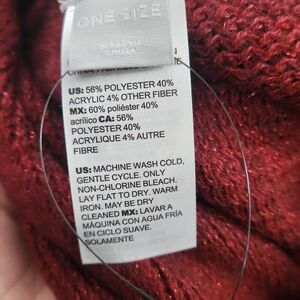 ONE SIZE
MADE IN
CHINA
US: 56% POLYESTER 40%
ACRYLIC 4% OTHER FIBER
MX: 60% poliéster 40%
acrílico CA: 56%
POLYESTER 40%
ACRYLIQUE 4% AUTRE
FIBRE
US: MACHINE WASH COLD,
GENTLE CYCLE. ONLY
NON-CHLORINE BLEACH.
LAY FLAT TO DRY. WARM
IRON. MAY BE DRY
CLEANED MX: LAVAR A
MÁQUINA CON AGUA FRÍA
EN CICLO SUAVE.
SOLAMENTE